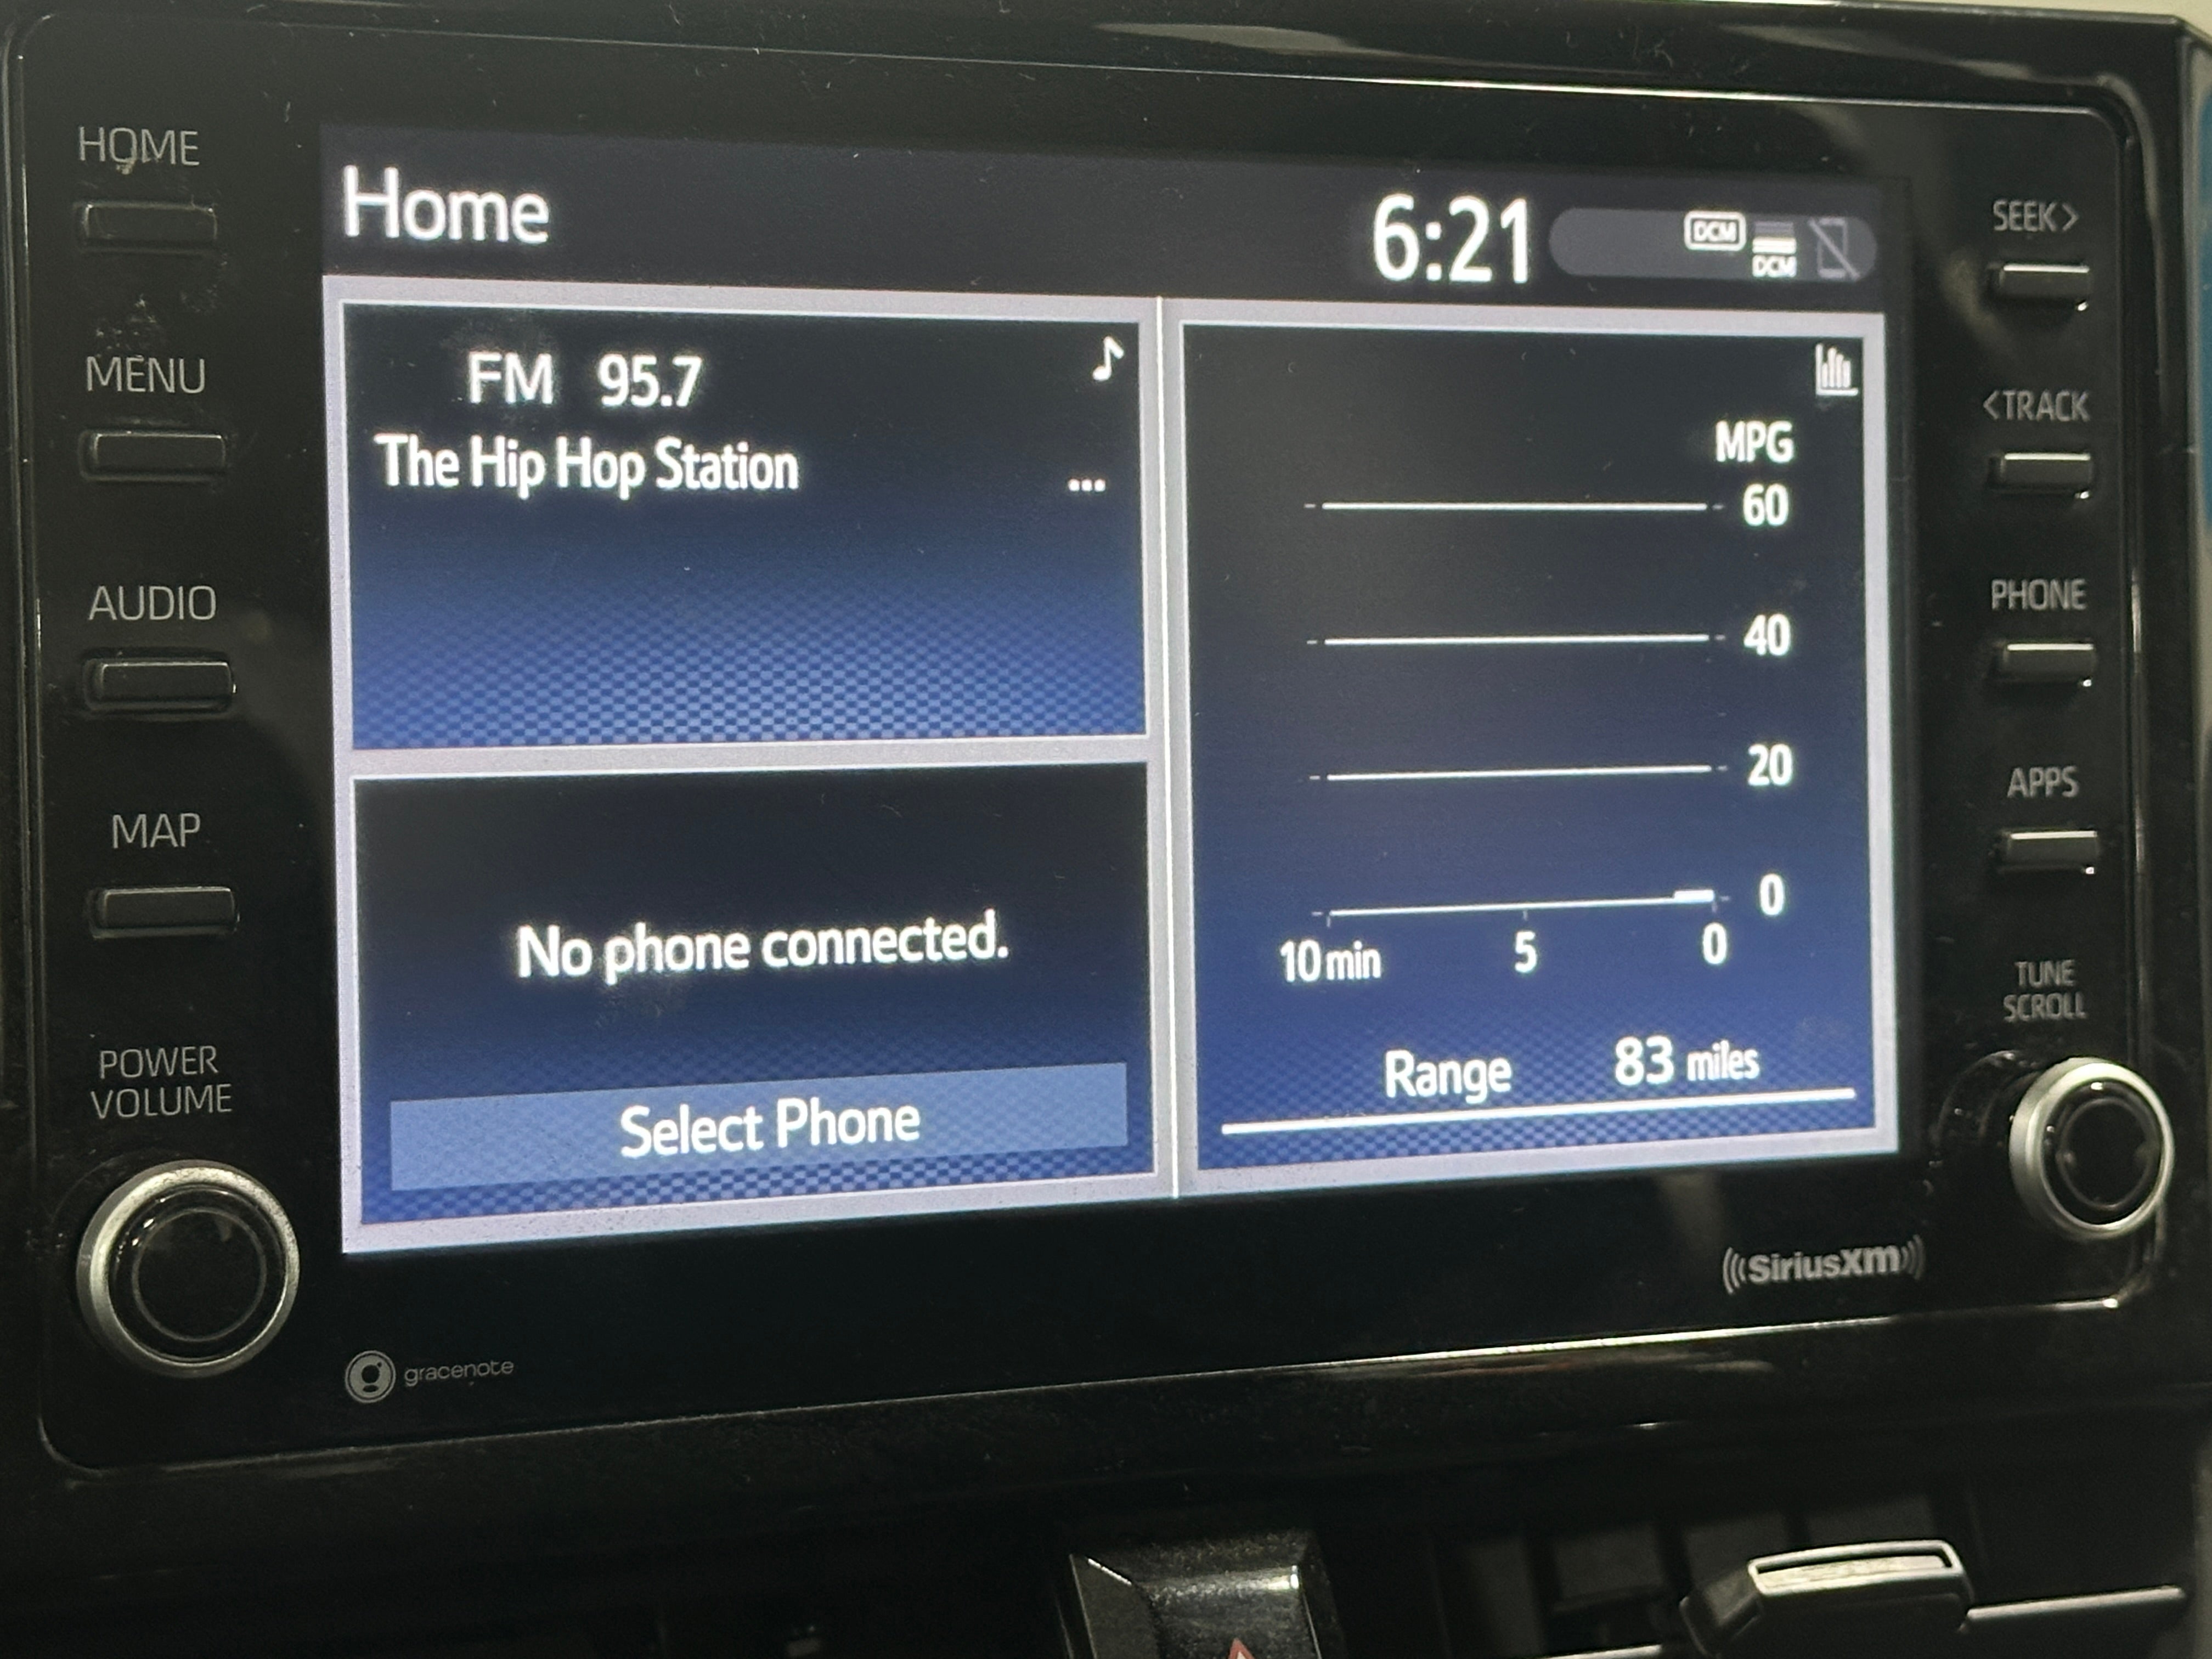 HOME
MENU
AUDIO
MAP
POWER
VOLUME
Home
6:21
DCM
DCM
FM 95.7
The Hip Hop Station
...
No phone connected.
Select Phone
MPG
60
40
20
0
10 min 5 0
Range 83 miles
SEEK>
<TRACK
PHONE
APPS
TUNE
SCROLL
((SiriusXM))
gracenote